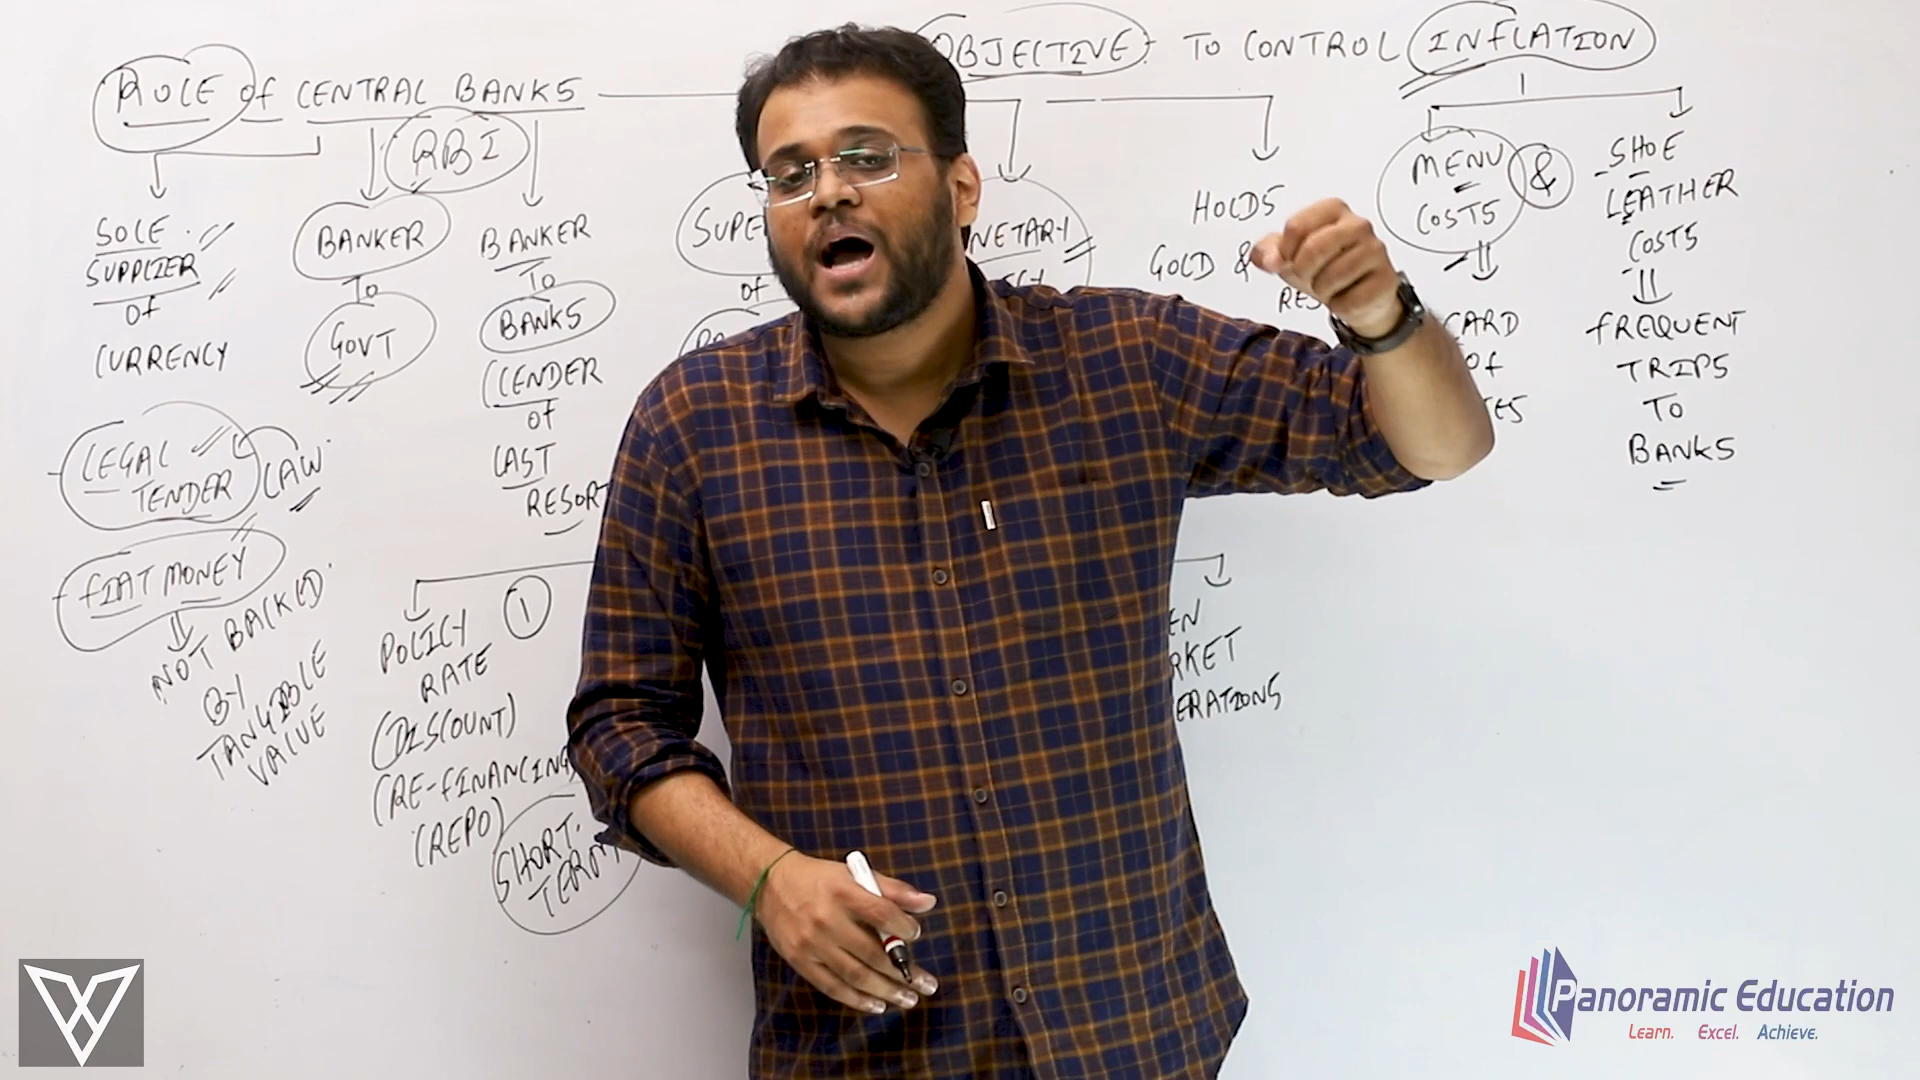 ROLE OF CENTRAL BANKS
OBJECTIVE - TO CONTROL INFLATION
RBI
SOLE
SUPPLIER
OF
CURRENCY
LEGAL
TENDER
LAW
FIAT MONEY
NOT BACKED
BY
TANGIBLE
VALUE
BANKER
TO
GOVT
BANKER
TO
BANKS
(LENDER
OF
LAST
RESORT
OF
HOLDS
GOLD &
MENU
COSTS
&
CARD
OF
SHOE
LEATHER
COSTS
FREQUENT
TRIPS
TO
BANKS
POLICY
RATE
1
(DISCOUNT)
(RE-FINANCING)
(REPO)
SHORT
TERM
Panoramic Education
Learn. Excel. Achieve.